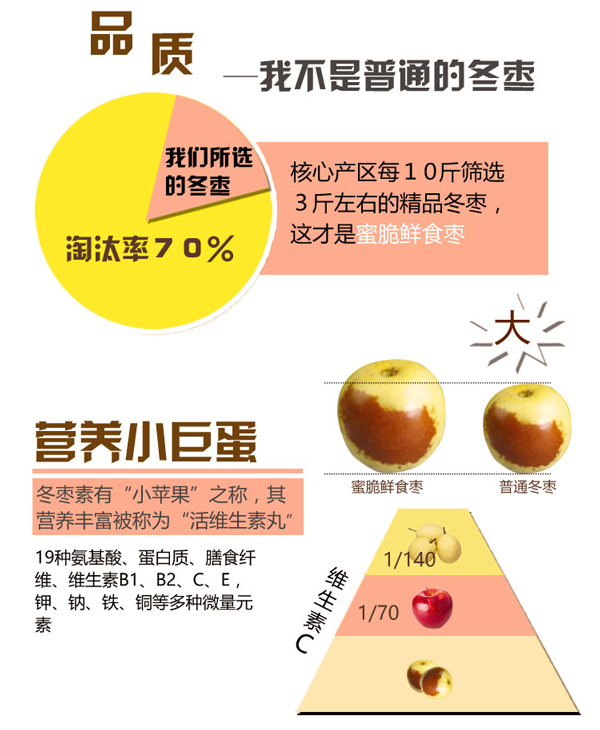 品质
—我不是普通的冬枣
我们所选
的冬枣
淘汰率70%
核心产区每10斤筛选
3斤左右的精品冬枣，
这才是蜜脆鲜食枣
大
蜜脆鲜食枣
普通冬枣
营养小巨蛋
冬枣素有“小苹果”之称，其
营养丰富被称为“活维生素丸”
19种氨基酸、蛋白质、膳食纤
维、维生素B1、B2、C、E，
钾、钠、铁、铜等多种微量元
素
维生素C
1/140
1/70